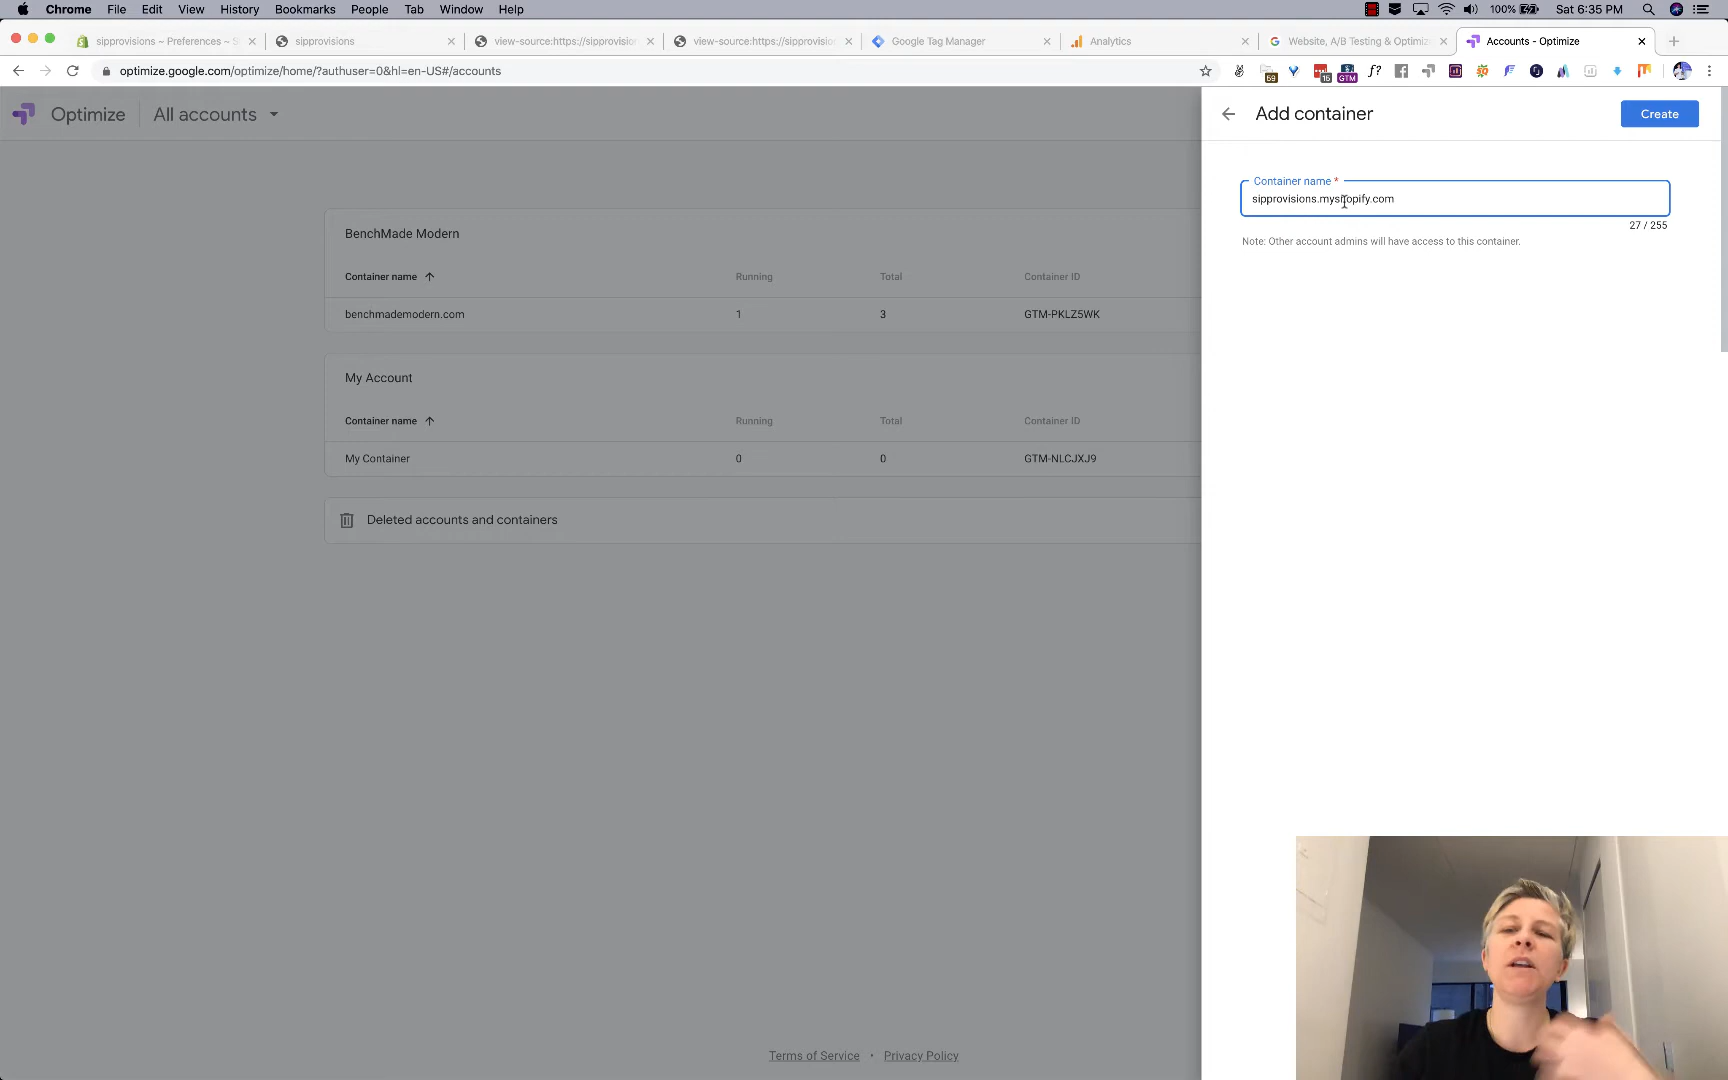 Chrome File Edit View History Bookmarks People Tab Window Help 100% Sat 6:35 PM
sipprovisions ~ Preferences ~ S
sipprovisions
view-source:https://sipprovision
view-source:https://sipprovision
Google Tag Manager
Analytics
Website, A/B Testing & Optimiz
Accounts - Optimize
optimize.google.com/optimize/home/?authuser=0&hl=en-US#/accounts
59
15
GTM
f?
Optimize All accounts
Add container
Create
Container name *
sipprovisions.myshopify.com
27 / 255
Note: Other account admins will have access to this container.
BenchMade Modern
Container name Running Total Container ID
benchmademodern.com 1 3 GTM-PKLZ5WK
My Account
Container name Running Total Container ID
My Container 0 0 GTM-NLCJXJ9
Deleted accounts and containers
Terms of Service • Privacy Policy